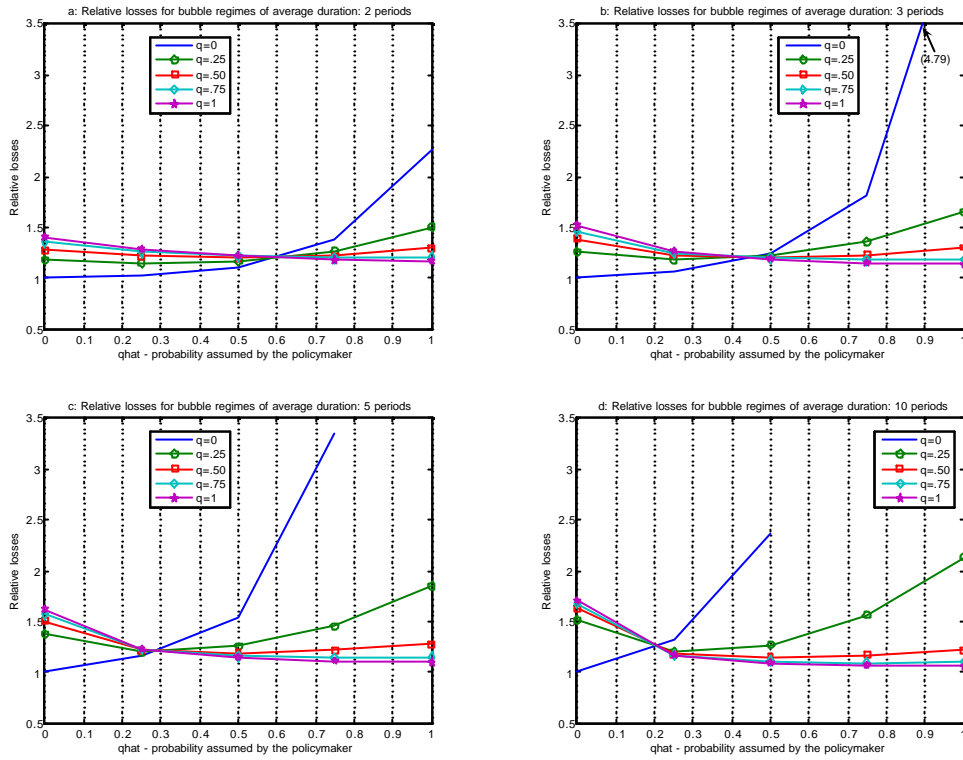 a: Relative losses for bubble regimes of average duration: 2 periods
3.5
3
2.5
2
1.5
1
0.5
Relative losses
q=0
q=.25
q=.50
q=.75
q=1
0 0.1 0.2 0.3 0.4 0.5 0.6 0.7 0.8 0.9 1
qhat - probability assumed by the policymaker
b: Relative losses for bubble regimes of average duration: 3 periods
3.5
3
2.5
2
1.5
1
0.5
Relative losses
q=0
q=.25
q=.50
q=.75
q=1
(4.79)
0 0.1 0.2 0.3 0.4 0.5 0.6 0.7 0.8 0.9 1
qhat - probability assumed by the policymaker
c: Relative losses for bubble regimes of average duration: 5 periods
3.5
3
2.5
2
1.5
1
0.5
Relative losses
q=0
q=.25
q=.50
q=.75
q=1
0 0.1 0.2 0.3 0.4 0.5 0.6 0.7 0.8 0.9 1
qhat - probability assumed by the policymaker
d: Relative losses for bubble regimes of average duration: 10 periods
3.5
3
2.5
2
1.5
1
0.5
Relative losses
q=0
q=.25
q=.50
q=.75
q=1
0 0.1 0.2 0.3 0.4 0.5 0.6 0.7 0.8 0.9 1
qhat - probability assumed by the policymaker